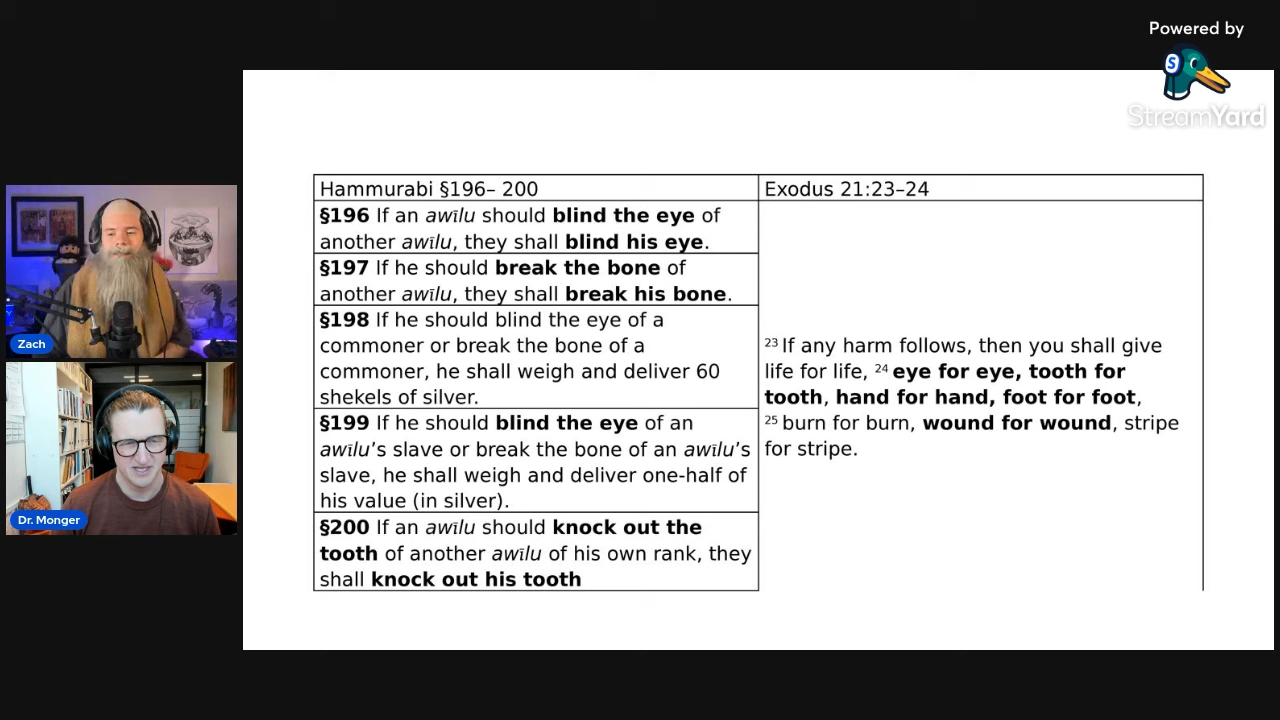 Powered by
StreamYard
Zach
Dr. Monger
Hammurabi §196– 200
§196 If an awīlu should blind the eye of
another awīlu, they shall blind his eye.
§197 If he should break the bone of
another awīlu, they shall break his bone.
§198 If he should blind the eye of a
commoner or break the bone of a
commoner, he shall weigh and deliver 60
shekels of silver.
§199 If he should blind the eye of an
awīlu’s slave or break the bone of an awīlu’s
slave, he shall weigh and deliver one-half of
his value (in silver).
§200 If an awīlu should knock out the
tooth of another awīlu of his own rank, they
shall knock out his tooth
Exodus 21:23–24
23 If any harm follows, then you shall give
life for life, 24 eye for eye, tooth for
tooth, hand for hand, foot for foot,
25 burn for burn, wound for wound, stripe
for stripe.